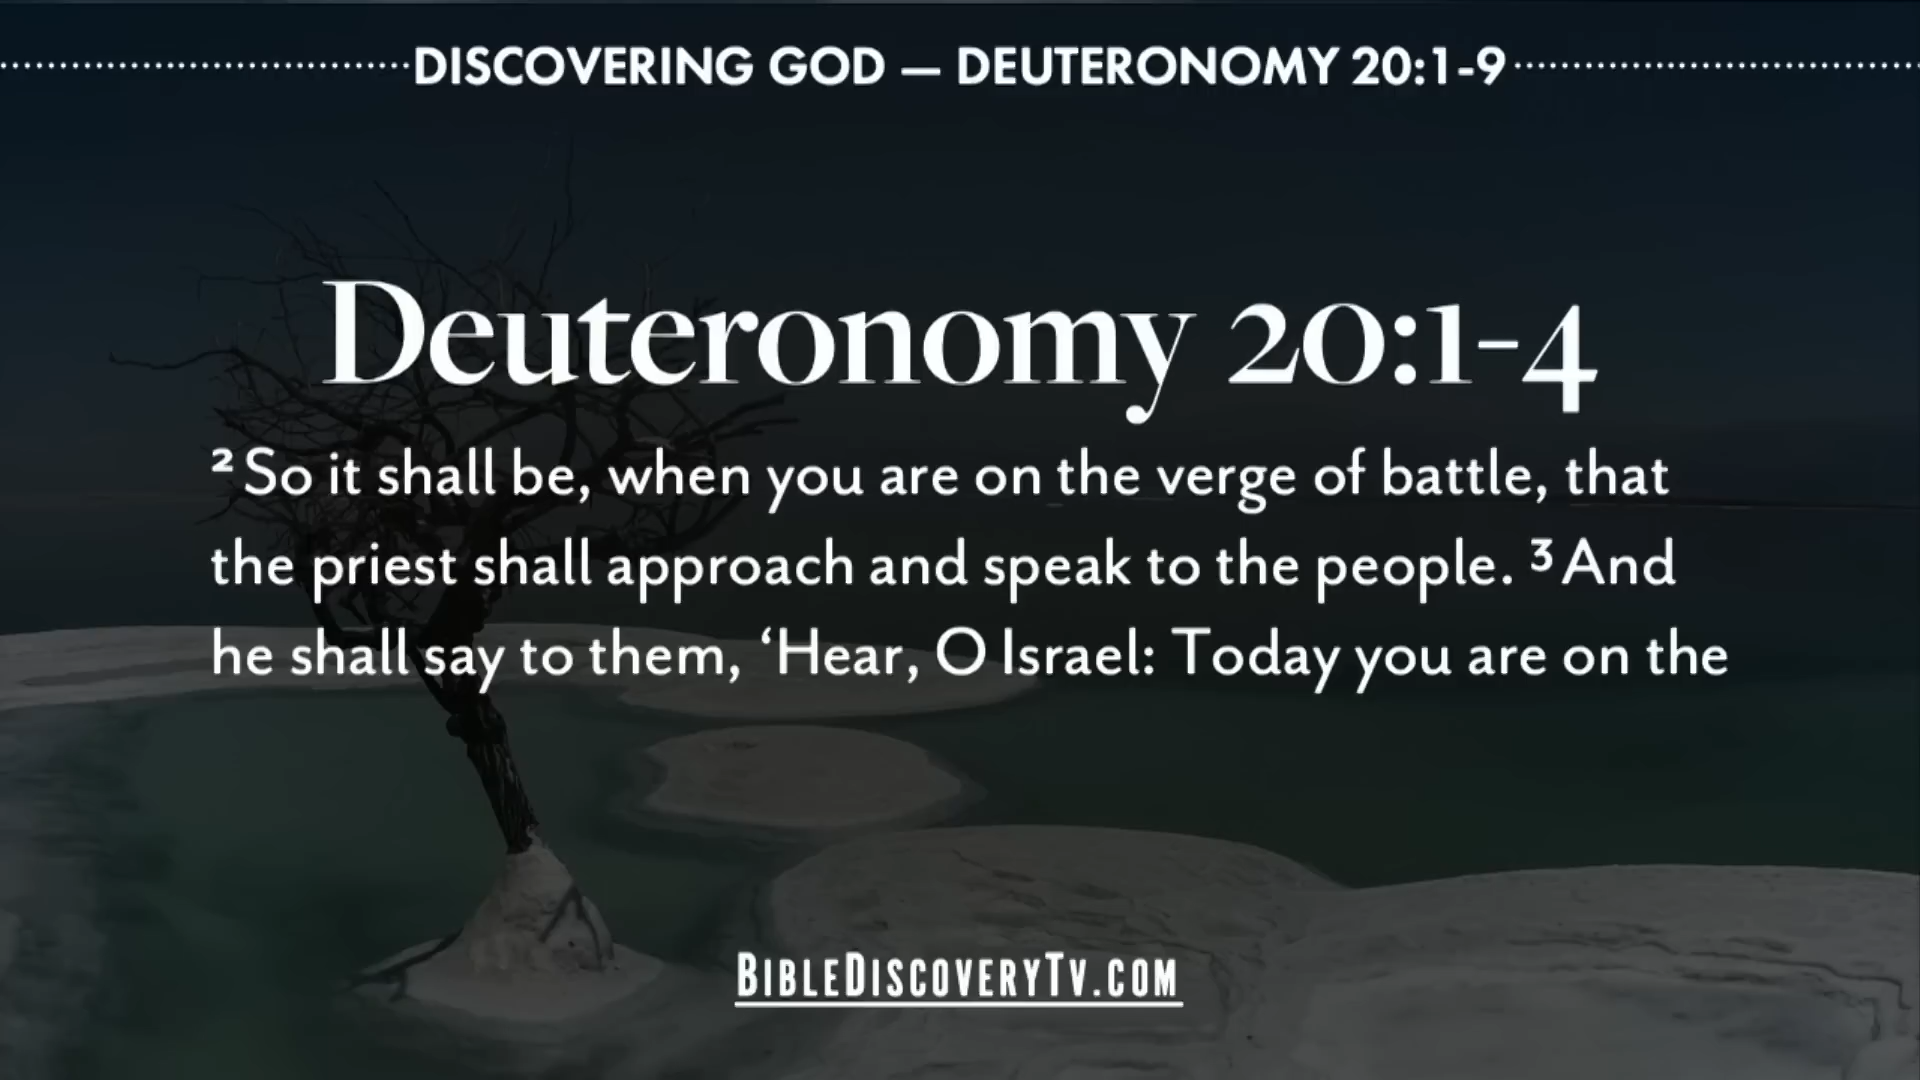 DISCOVERING GOD — DEUTERONOMY 20:1-9
Deuteronomy 20:1-4
² So it shall be, when you are on the verge of battle, that
the priest shall approach and speak to the people. ³ And
he shall say to them, ‘Hear, O Israel: Today you are on the
BIBLEDISCOVERYTV.COM